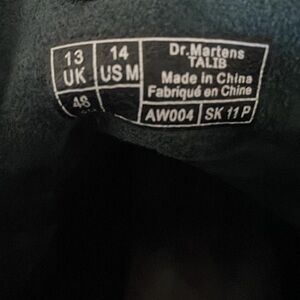 13 UK
14 US M
48
Dr.Martens
TALIB
Made in China
Fabriqué en Chine
AW004
SK 11 P